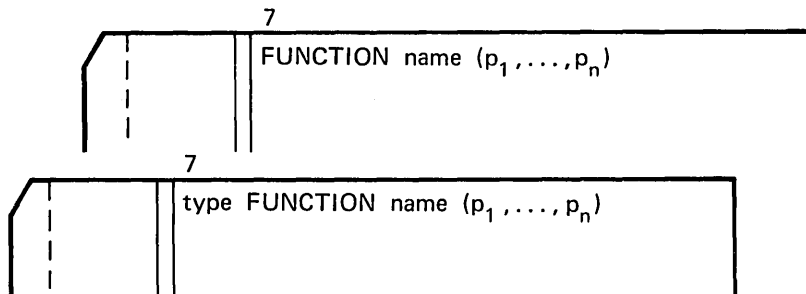 7
FUNCTION name (p₁,...,pₙ)
7
type FUNCTION name (p₁,...,pₙ)